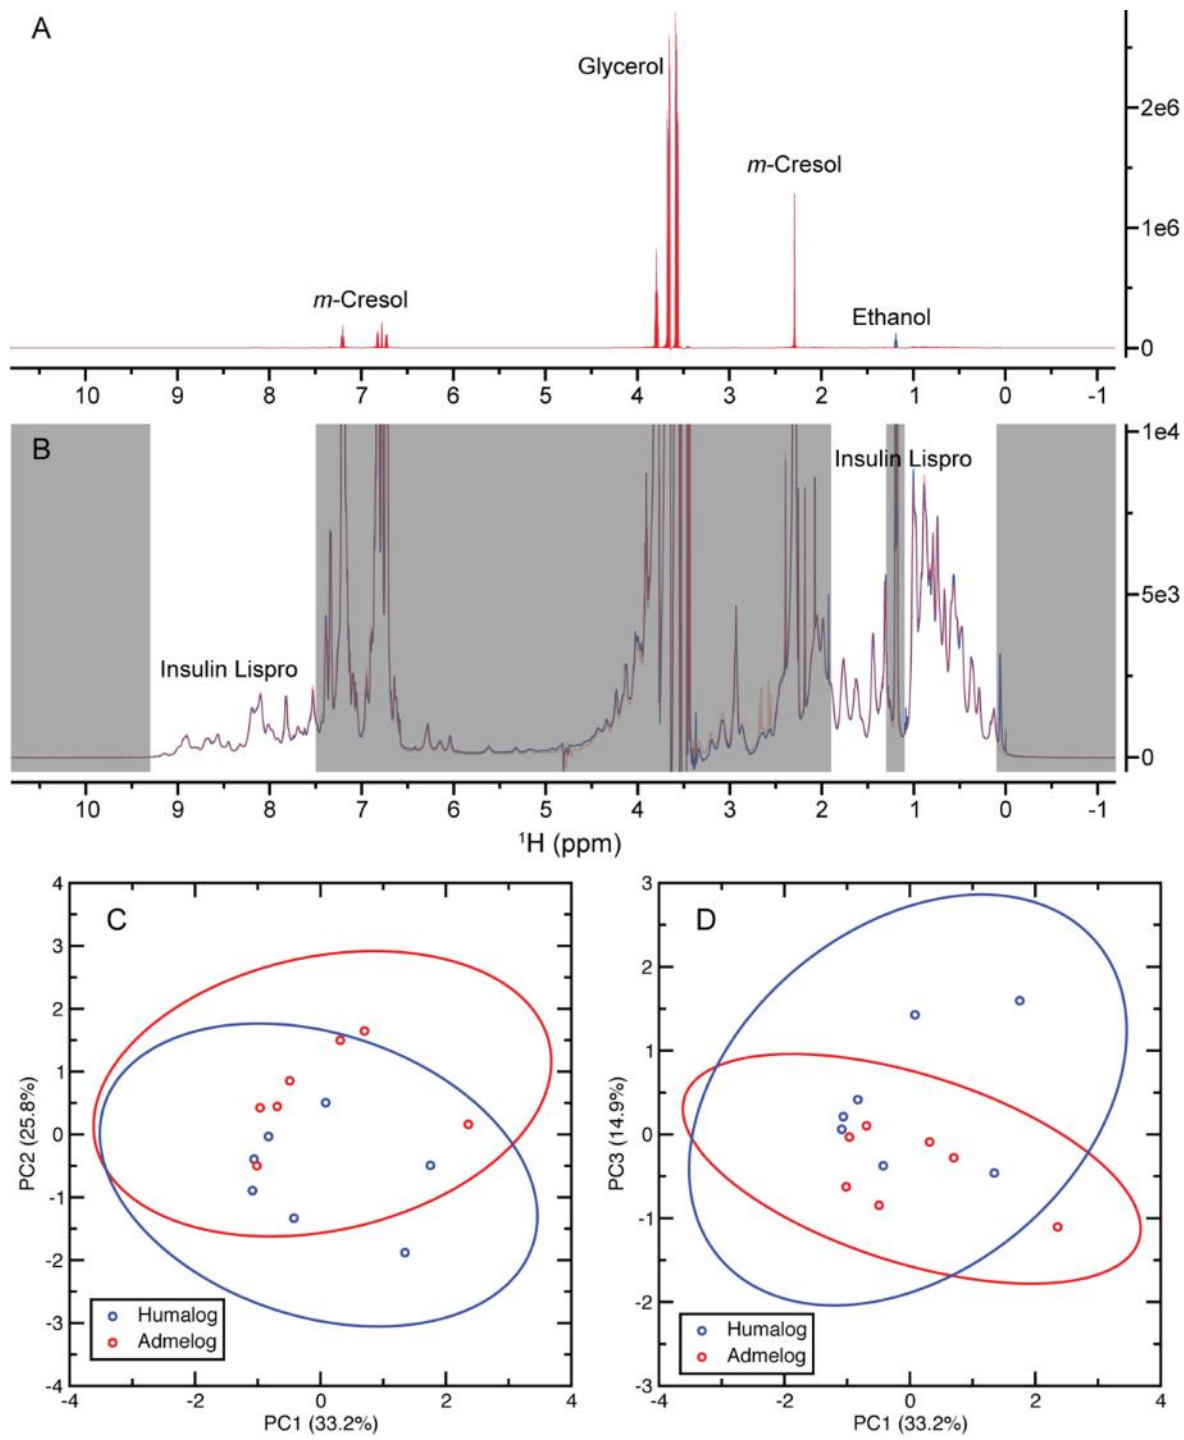 A
Glycerol
m-Cresol
m-Cresol
Ethanol
2e6
1e6
0
10 9 8 7 6 5 4 3 2 1 0 -1
B
Insulin Lispro
Insulin Lispro
1e4
5e3
0
10 9 8 7 6 5 4 3 2 1 0 -1
¹H (ppm)
C
4
3
2
1
0
-1
-2
-3
-4
PC2 (25.8%)
Humalog
Admelog
-4 -2 0 2 4
PC1 (33.2%)
D
3
2
1
0
-1
-2
-3
PC3 (14.9%)
Humalog
Admelog
-4 -2 0 2 4
PC1 (33.2%)